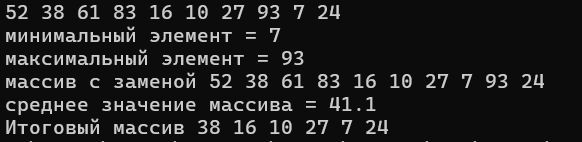 52 38 61 83 16 10 27 93 7 24
минимальный элемент = 7
максимальный элемент = 93
массив с заменой 52 38 61 83 16 10 27 7 93 24
среднее значение массива = 41.1
Итоговый массив 38 16 10 27 7 24